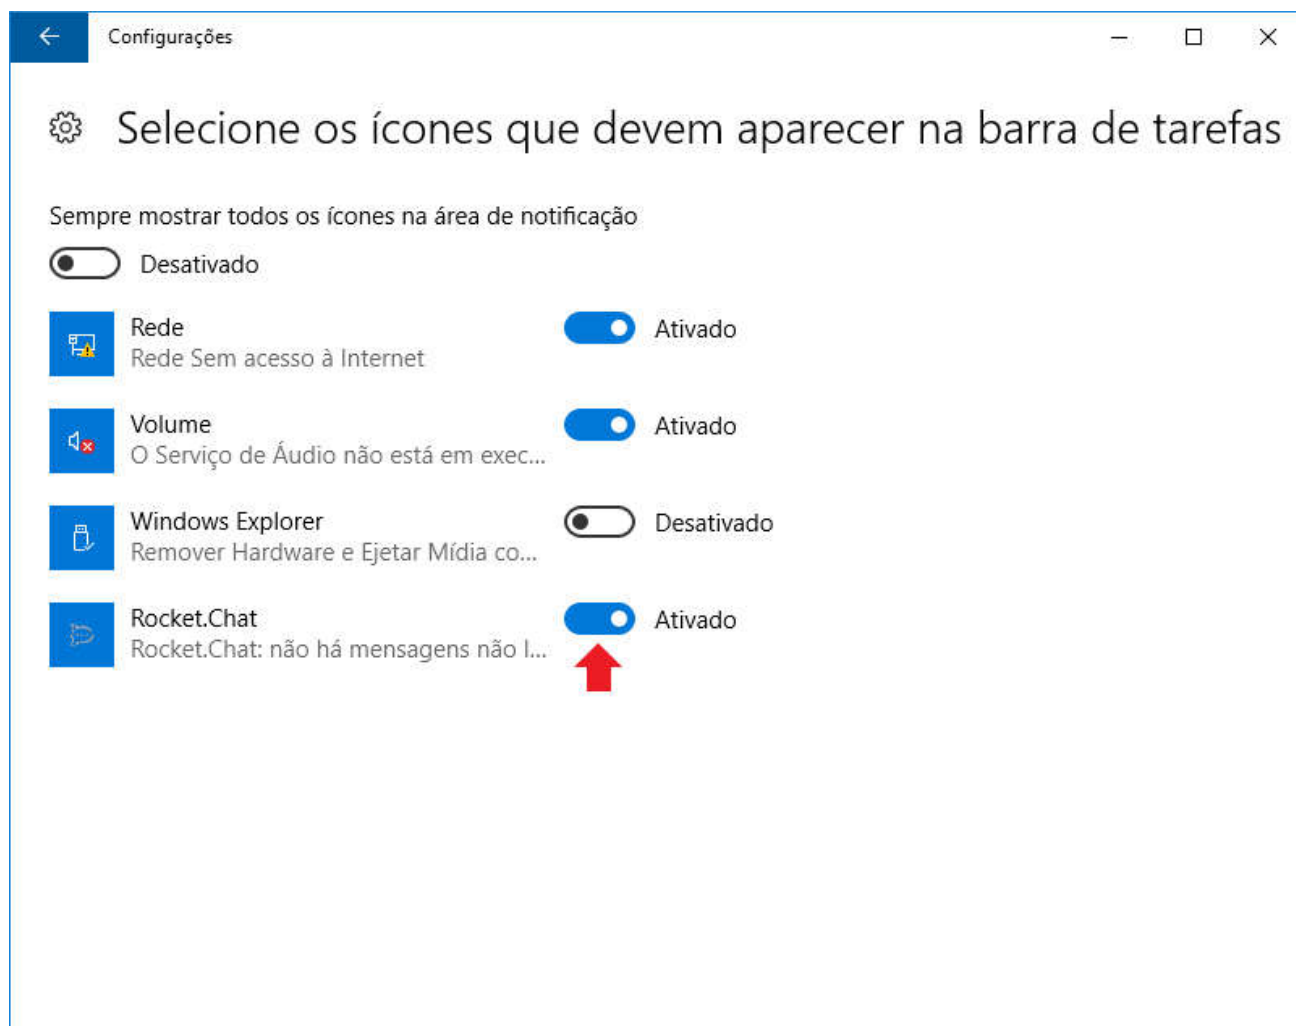 Configurações
Selecione os ícones que devem aparecer na barra de tarefas
Sempre mostrar todos os ícones na área de notificação
Desativado
Rede
Ativado
Rede Sem acesso à Internet
Volume
Ativado
O Serviço de Áudio não está em exec...
Windows Explorer
Desativado
Remover Hardware e Ejetar Mídia co...
Rocket.Chat
Ativado
Rocket.Chat: não há mensagens não l...